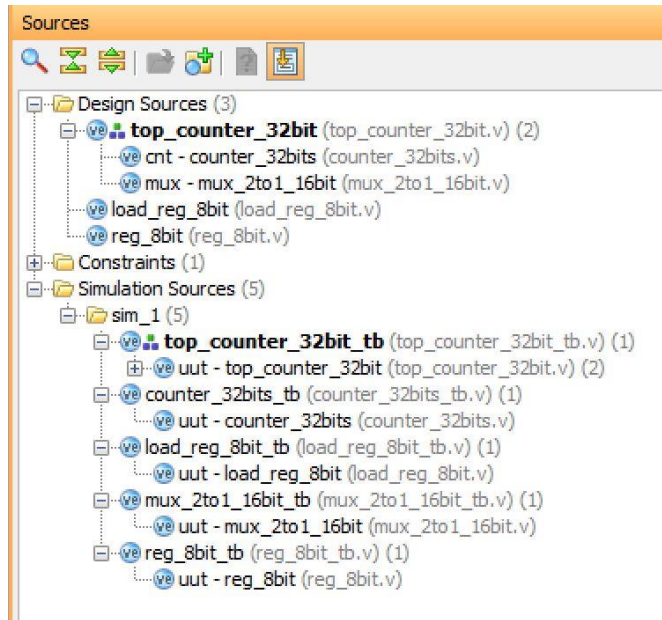 Sources
Design Sources (3)
top_counter_32bit (top_counter_32bit.v) (2)
cnt - counter_32bits (counter_32bits.v)
mux - mux_2to1_16bit (mux_2to1_16bit.v)
load_reg_8bit (load_reg_8bit.v)
reg_8bit (reg_8bit.v)
Constraints (1)
Simulation Sources (5)
sim_1 (5)
top_counter_32bit_tb (top_counter_32bit_tb.v) (1)
uut - top_counter_32bit (top_counter_32bit.v) (2)
counter_32bits_tb (counter_32bits_tb.v) (1)
uut - counter_32bits (counter_32bits.v)
load_reg_8bit_tb (load_reg_8bit_tb.v) (1)
uut - load_reg_8bit (load_reg_8bit.v)
mux_2to1_16bit_tb (mux_2to1_16bit_tb.v) (1)
uut - mux_2to1_16bit (mux_2to1_16bit.v)
reg_8bit_tb (reg_8bit_tb.v) (1)
uut - reg_8bit (reg_8bit.v)